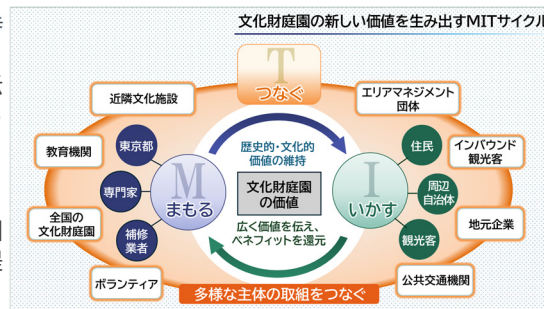 文化財庭園の新しい価値を生み出すMITサイクル
T
つなぐ
近隣文化施設
エリアマネジメント
団体
教育機関
東京都
歴史的・文化的
価値の維持
住民
インバウンド
観光客
M
まもる
専門家
文化財庭園
の価値
I
いかす
周辺
自治体
全国の
文化財庭園
補修
業者
広く価値を伝え、
ベネフィットを還元
観光客
地元企業
ボランティア
多様な主体の取組をつなぐ
公共交通機関